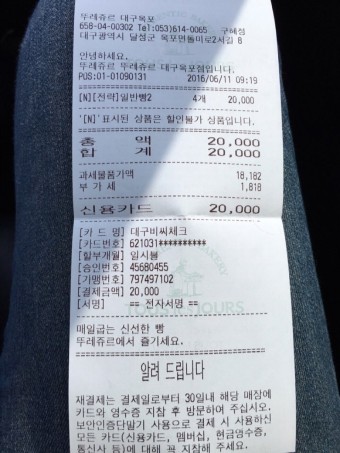 뚜레쥬르 대구옥포
658-04-00302 Tel:053)614-0065 구혜성
대구광역시 달성군 옥포면돌미로2서길 8
안녕하세요.
뚜레쥬르 뚜레쥬르 대구옥포점입니다.
POS:01-01090131 2016/06/11 09:19
[N][전략]일반빵2 4개 20,000
'[N]'표시된 상품은 할인불가 상품입니다.
총 액 20,000
합 계 20,000
과세물품가액 18,182
부 가 세 1,818
신용카드 20,000
[카 드 명] 대구비씨체크
[카드번호] 621031**********
[할부개월] 일시불
[승인번호] 45680455
[가맹번호] 797497102
[결제금액] 20,000
[서명] == 전자서명 ==
TOUS les JOURS
매일굽는 신선한 빵
뚜레쥬르에서 즐기세요.
알려 드립니다
재결제는 결제일로부터 30일내 해당 매장에
카드와 영수증 지참 후 방문하여 주십시오.
보안인증단말기 사용으로 결제 시 사용하신
모든 카드(신용카드, 멤버십, 현금영수증,
통신사 등)에 대해 꼭 지참해 주세요.